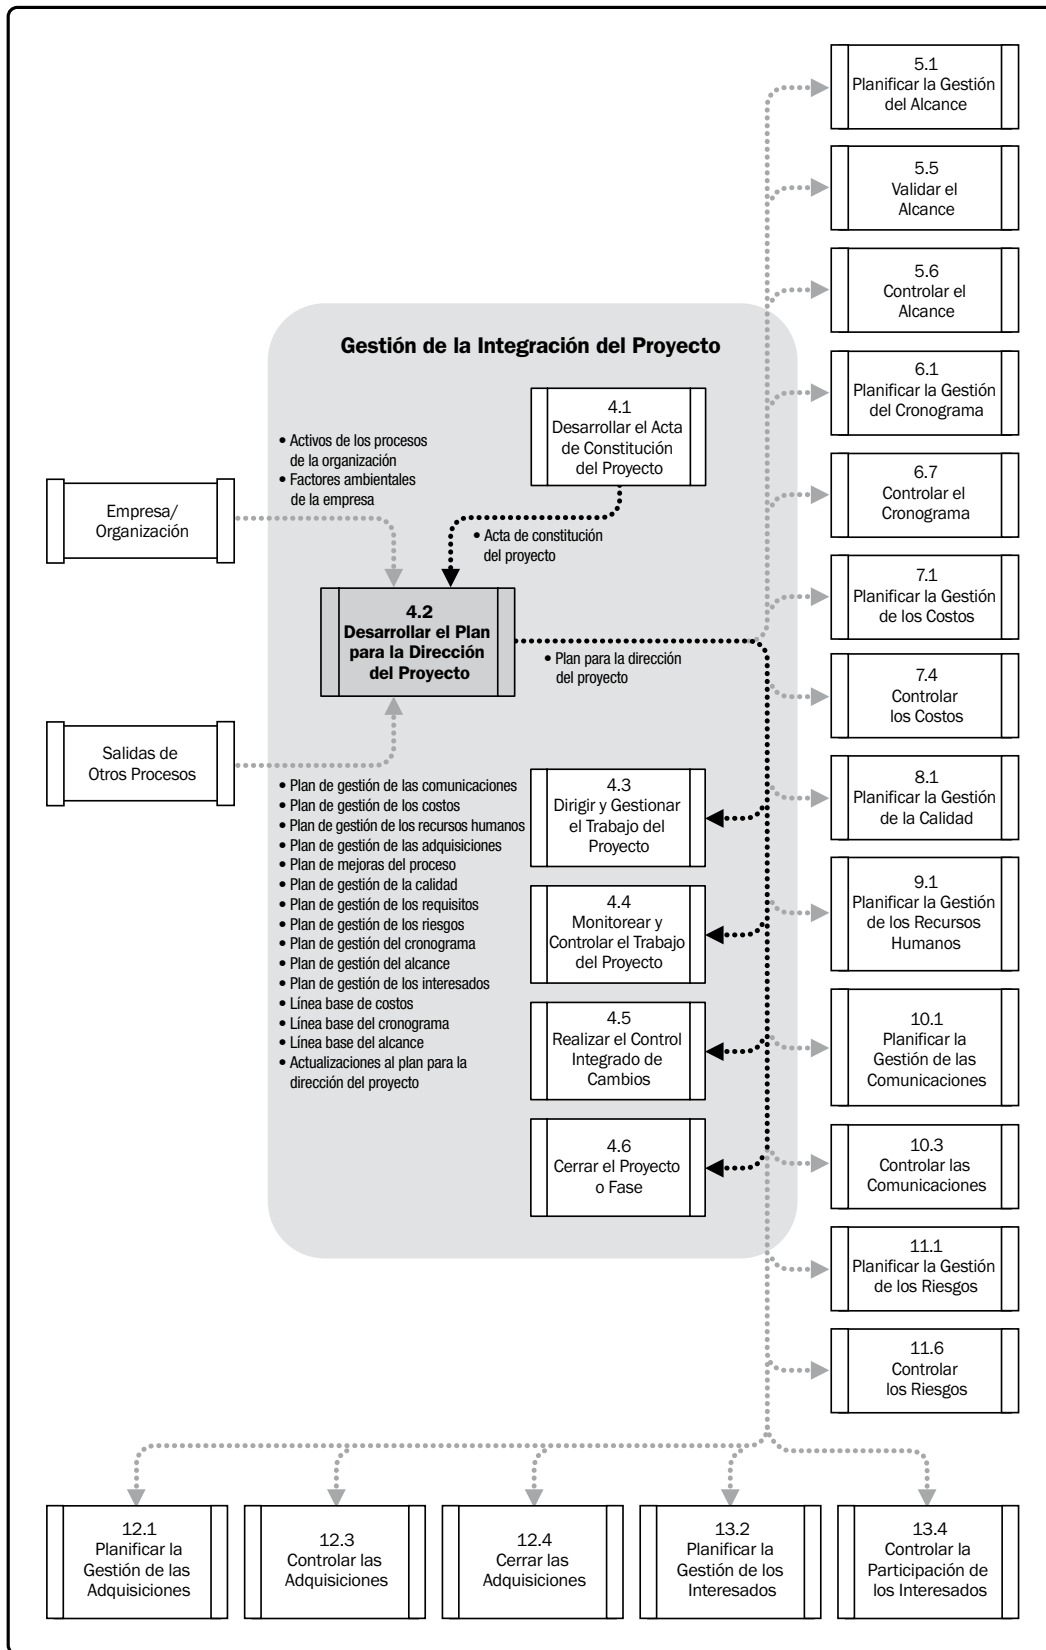 Gestión de la Integración del Proyecto
4.1
Desarrollar el Acta
de Constitución
del Proyecto
• Activos de los procesos
de la organización
• Factores ambientales
de la empresa
Empresa/
Organización
• Acta de constitución
del proyecto
4.2
Desarrollar el Plan
para la Dirección
del Proyecto
• Plan para la dirección
del proyecto
Salidas de
Otros Procesos
• Plan de gestión de las comunicaciones
• Plan de gestión de los costos
• Plan de gestión de los recursos humanos
• Plan de gestión de las adquisiciones
• Plan de mejoras del proceso
• Plan de gestión de la calidad
• Plan de gestión de los requisitos
• Plan de gestión de los riesgos
• Plan de gestión del cronograma
• Plan de gestión del alcance
• Plan de gestión de los interesados
• Línea base de costos
• Línea base del cronograma
• Línea base del alcance
• Actualizaciones al plan para la
dirección del proyecto
4.3
Dirigir y Gestionar
el Trabajo del
Proyecto
4.4
Monitorear y
Controlar el Trabajo
del Proyecto
4.5
Realizar el Control
Integrado de
Cambios
4.6
Cerrar el Proyecto
o Fase
5.1
Planificar la Gestión
del Alcance
5.5
Validar el
Alcance
5.6
Controlar el
Alcance
6.1
Planificar la Gestión
del Cronograma
6.7
Controlar el
Cronograma
7.1
Planificar la Gestión
de los Costos
7.4
Controlar
los Costos
8.1
Planificar la Gestión
de la Calidad
9.1
Planificar la Gestión
de los Recursos
Humanos
10.1
Planificar la
Gestión de las
Comunicaciones
10.3
Controlar las
Comunicaciones
11.1
Planificar la Gestión
de los Riesgos
11.6
Controlar
los Riesgos
12.1
Planificar la
Gestión de las
Adquisiciones
12.3
Controlar las
Adquisiciones
12.4
Cerrar las
Adquisiciones
13.2
Planificar la
Gestión de los
Interesados
13.4
Controlar la
Participación de
los Interesados